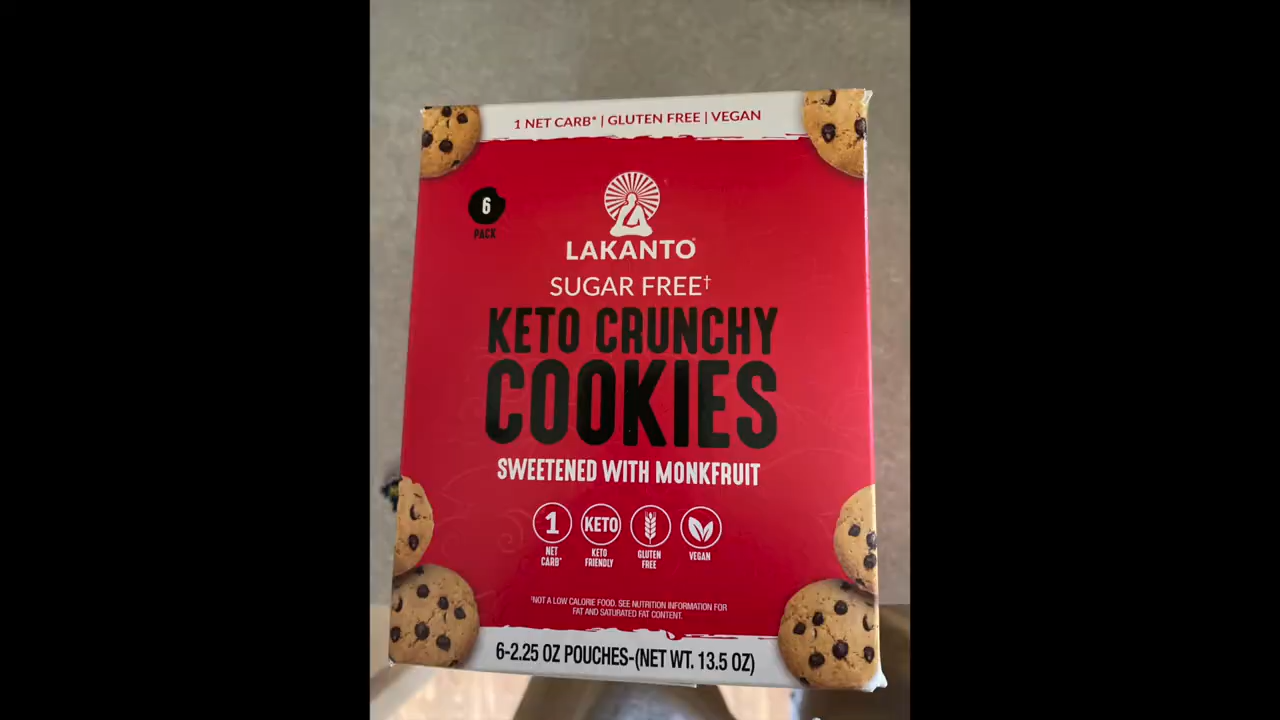 1 NET CARB* | GLUTEN FREE | VEGAN
6
PACK
LAKANTO®
SUGAR FREE†
KETO CRUNCHY
COOKIES
SWEETENED WITH MONKFRUIT
1
NET
CARB*
KETO
KETO
FRIENDLY
GLUTEN
FREE
VEGAN
†NOT A LOW CALORIE FOOD. SEE NUTRITION INFORMATION FOR
FAT AND SATURATED FAT CONTENT.
6-2.25 OZ POUCHES-(NET WT. 13.5 OZ)